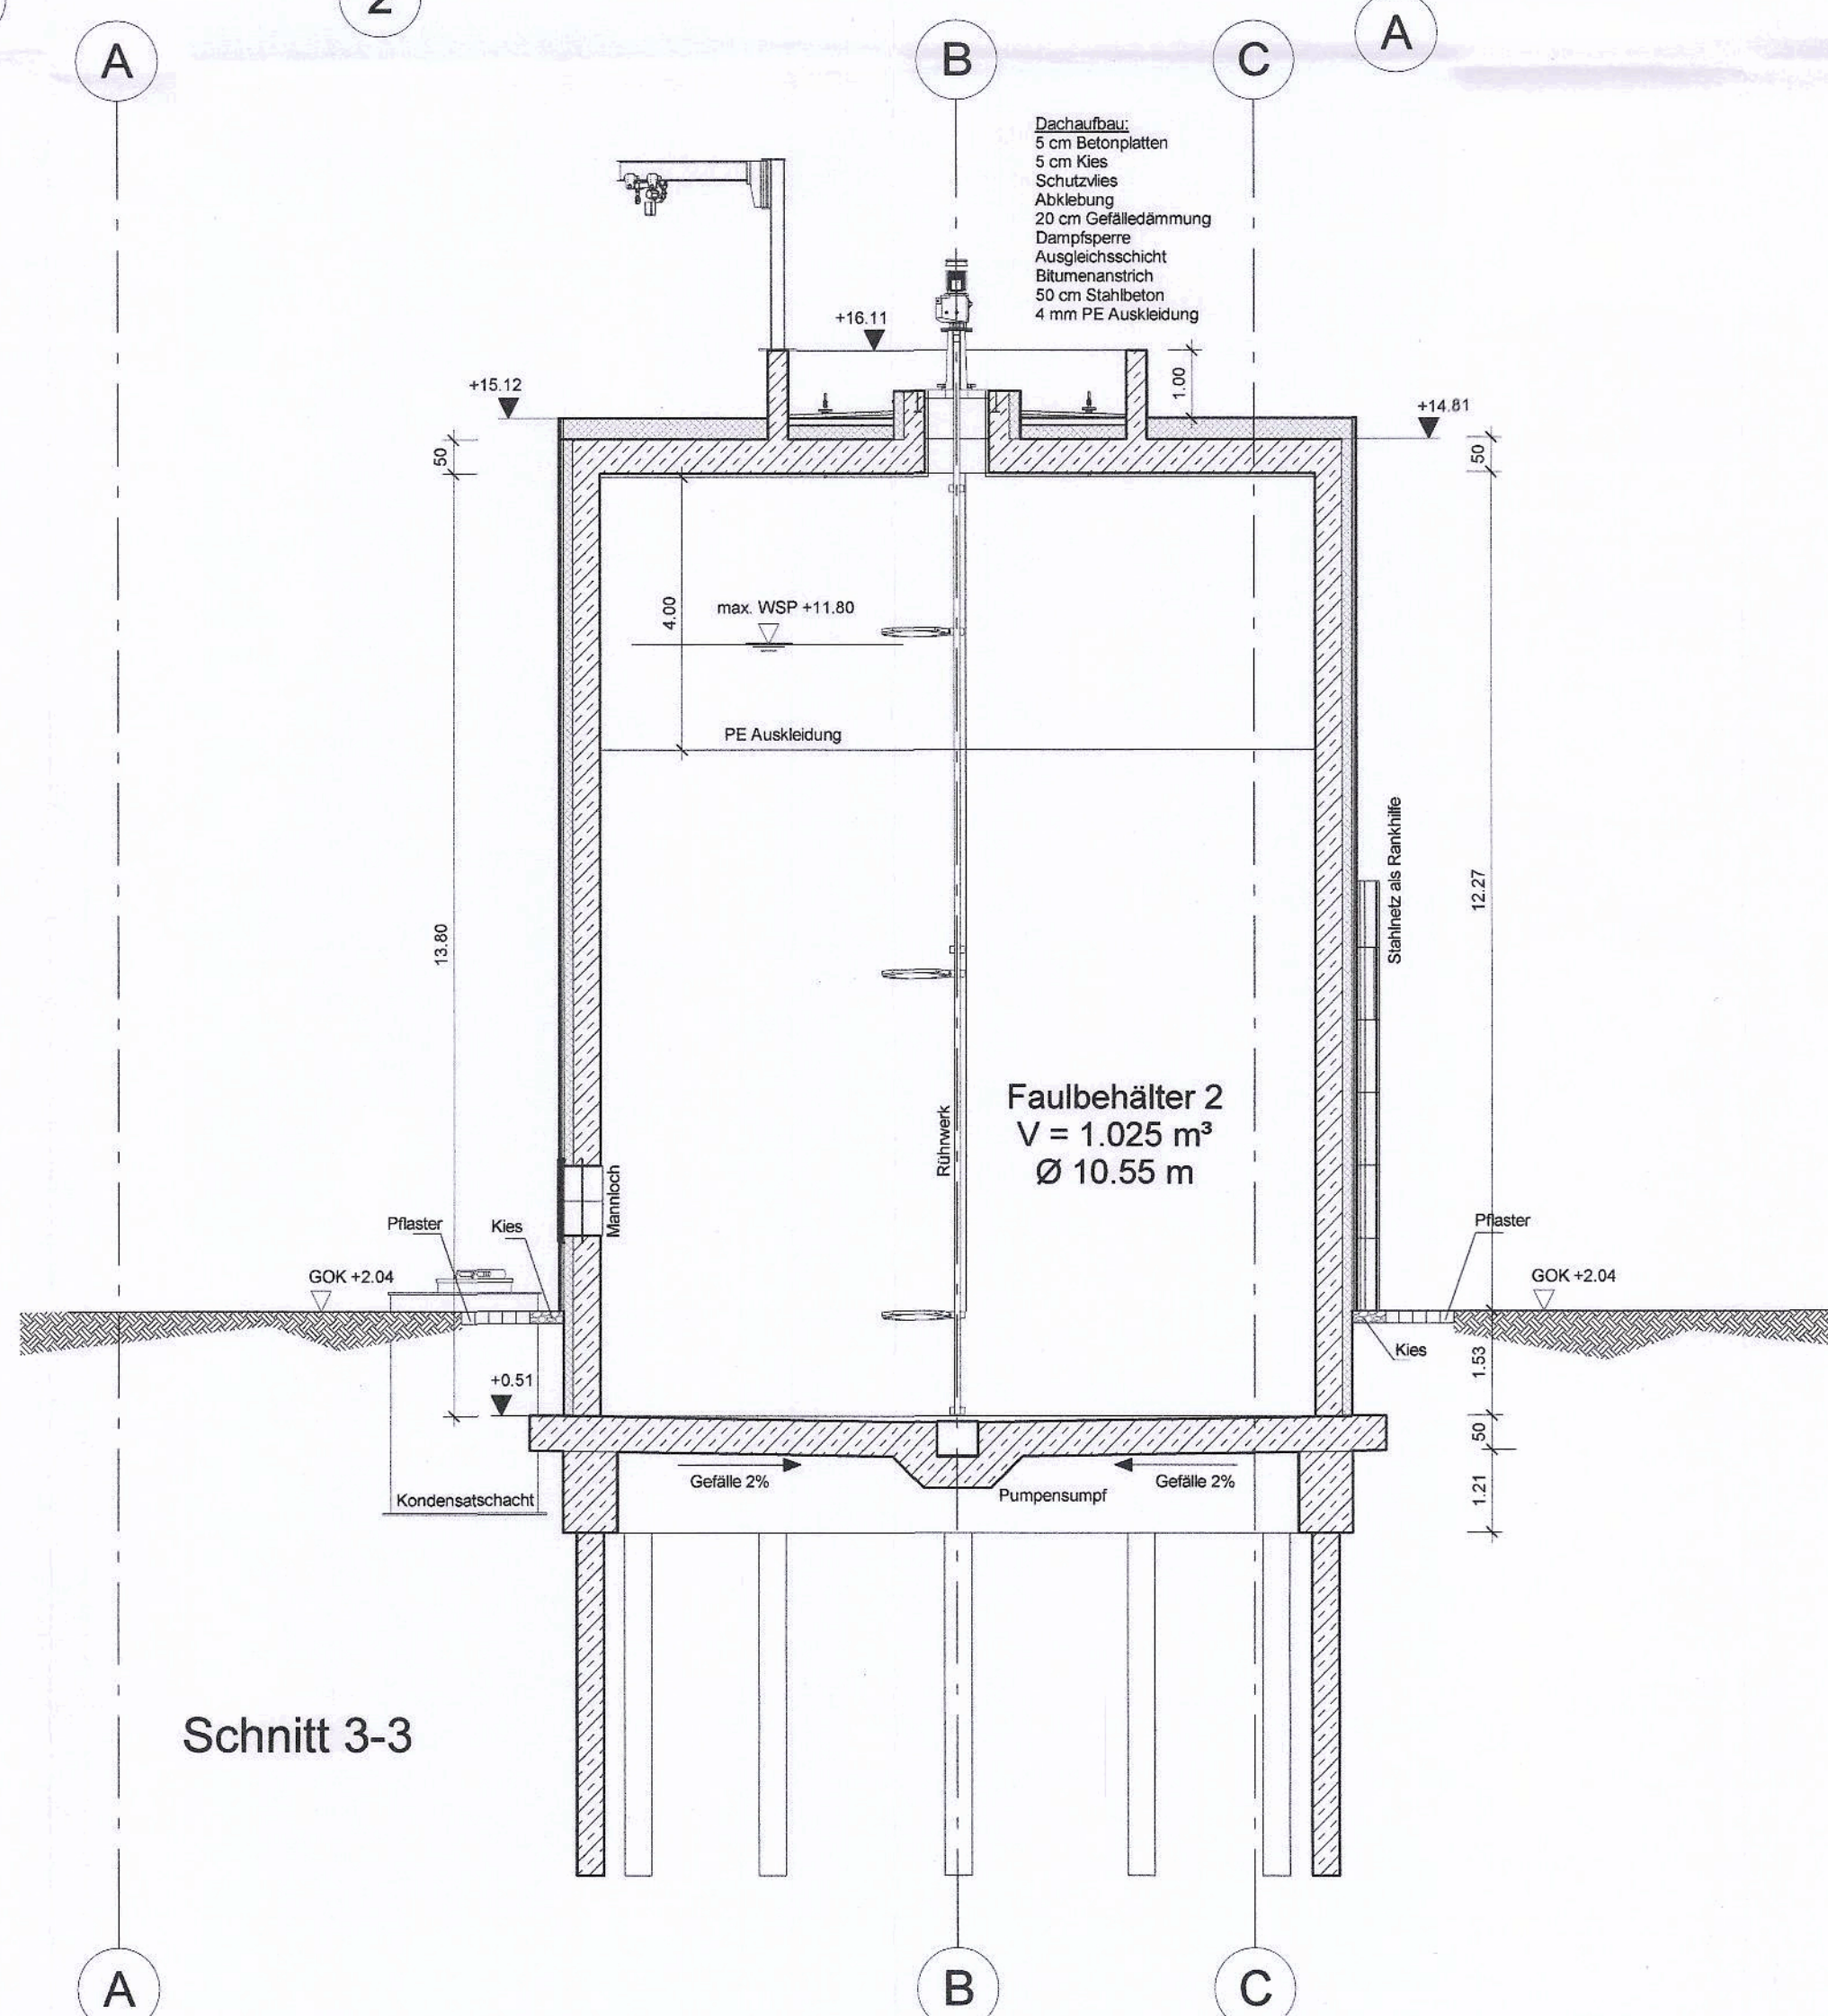 2
A
B
C
A
Dachaufbau:
5 cm Betonplatten
5 cm Kies
Schutzvlies
Abklebung
20 cm Gefälledämmung
Dampfsperre
Ausgleichsschicht
Bitumenanstrich
50 cm Stahlbeton
4 mm PE Auskleidung
+16.11
+15.12
1.00
+14.81
50
50
4.00
max. WSP +11.80
PE Auskleidung
Stahlnetz als Rankhilfe
12.27
13.80
Faulbehälter 2
V = 1.025 m³
Ø 10.55 m
Rührwerk
Mannloch
Pflaster
Kies
Pflaster
GOK +2.04
GOK +2.04
Kies
1.53
+0.51
50
Gefälle 2%
Gefälle 2%
Kondensatschacht
Pumpensumpf
1.21
Schnitt 3-3
A
B
C